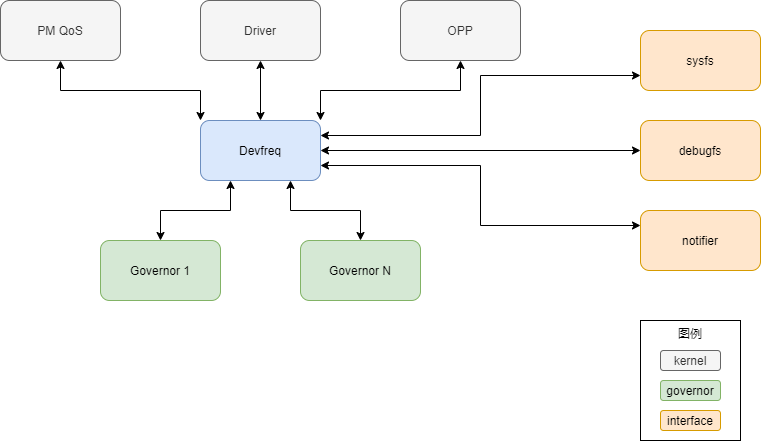 PM QoS
Driver
OPP
sysfs
Devfreq
debugfs
notifier
Governor 1
Governor N
图例
kernel
governor
interface